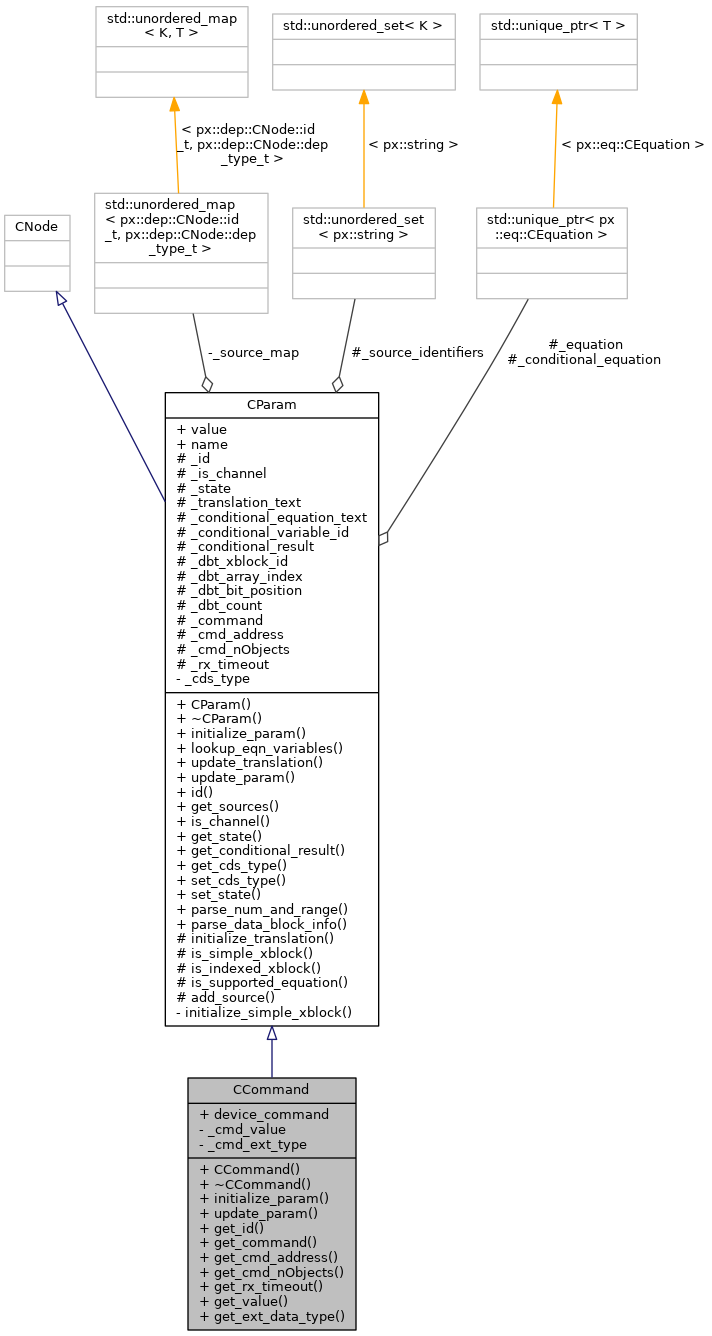 std::unordered_map
< K, T >
std::unordered_set< K >
std::unique_ptr< T >
< px::dep::CNode::id
_t, px::dep::CNode::dep
_type_t >
< px::string >
< px::eq::CEquation >
CNode
std::unordered_map
< px::dep::CNode::id
_t, px::dep::CNode::dep
_type_t >
std::unordered_set
< px::string >
std::unique_ptr< px
::eq::CEquation >
-_source_map
#_source_identifiers
#_equation
#_conditional_equation
CParam
+ value
+ name
# _id
# _is_channel
# _state
# _translation_text
# _conditional_equation_text
# _conditional_variable_id
# _conditional_result
# _dbt_xblock_id
# _dbt_array_index
# _dbt_bit_position
# _dbt_count
# _command
# _cmd_address
# _cmd_nObjects
# _rx_timeout
- _cds_type
+ CParam()
+ ~CParam()
+ initialize_param()
+ lookup_eqn_variables()
+ update_translation()
+ update_param()
+ id()
+ get_sources()
+ is_channel()
+ get_state()
+ get_conditional_result()
+ get_cds_type()
+ set_cds_type()
+ set_state()
+ parse_num_and_range()
+ parse_data_block_info()
# initialize_translation()
# is_simple_xblock()
# is_indexed_xblock()
# is_supported_equation()
# add_source()
- initialize_simple_xblock()
CCommand
+ device_command
- _cmd_value
- _cmd_ext_type
+ CCommand()
+ ~CCommand()
+ initialize_param()
+ update_param()
+ get_id()
+ get_command()
+ get_cmd_address()
+ get_cmd_nObjects()
+ get_rx_timeout()
+ get_value()
+ get_ext_data_type()